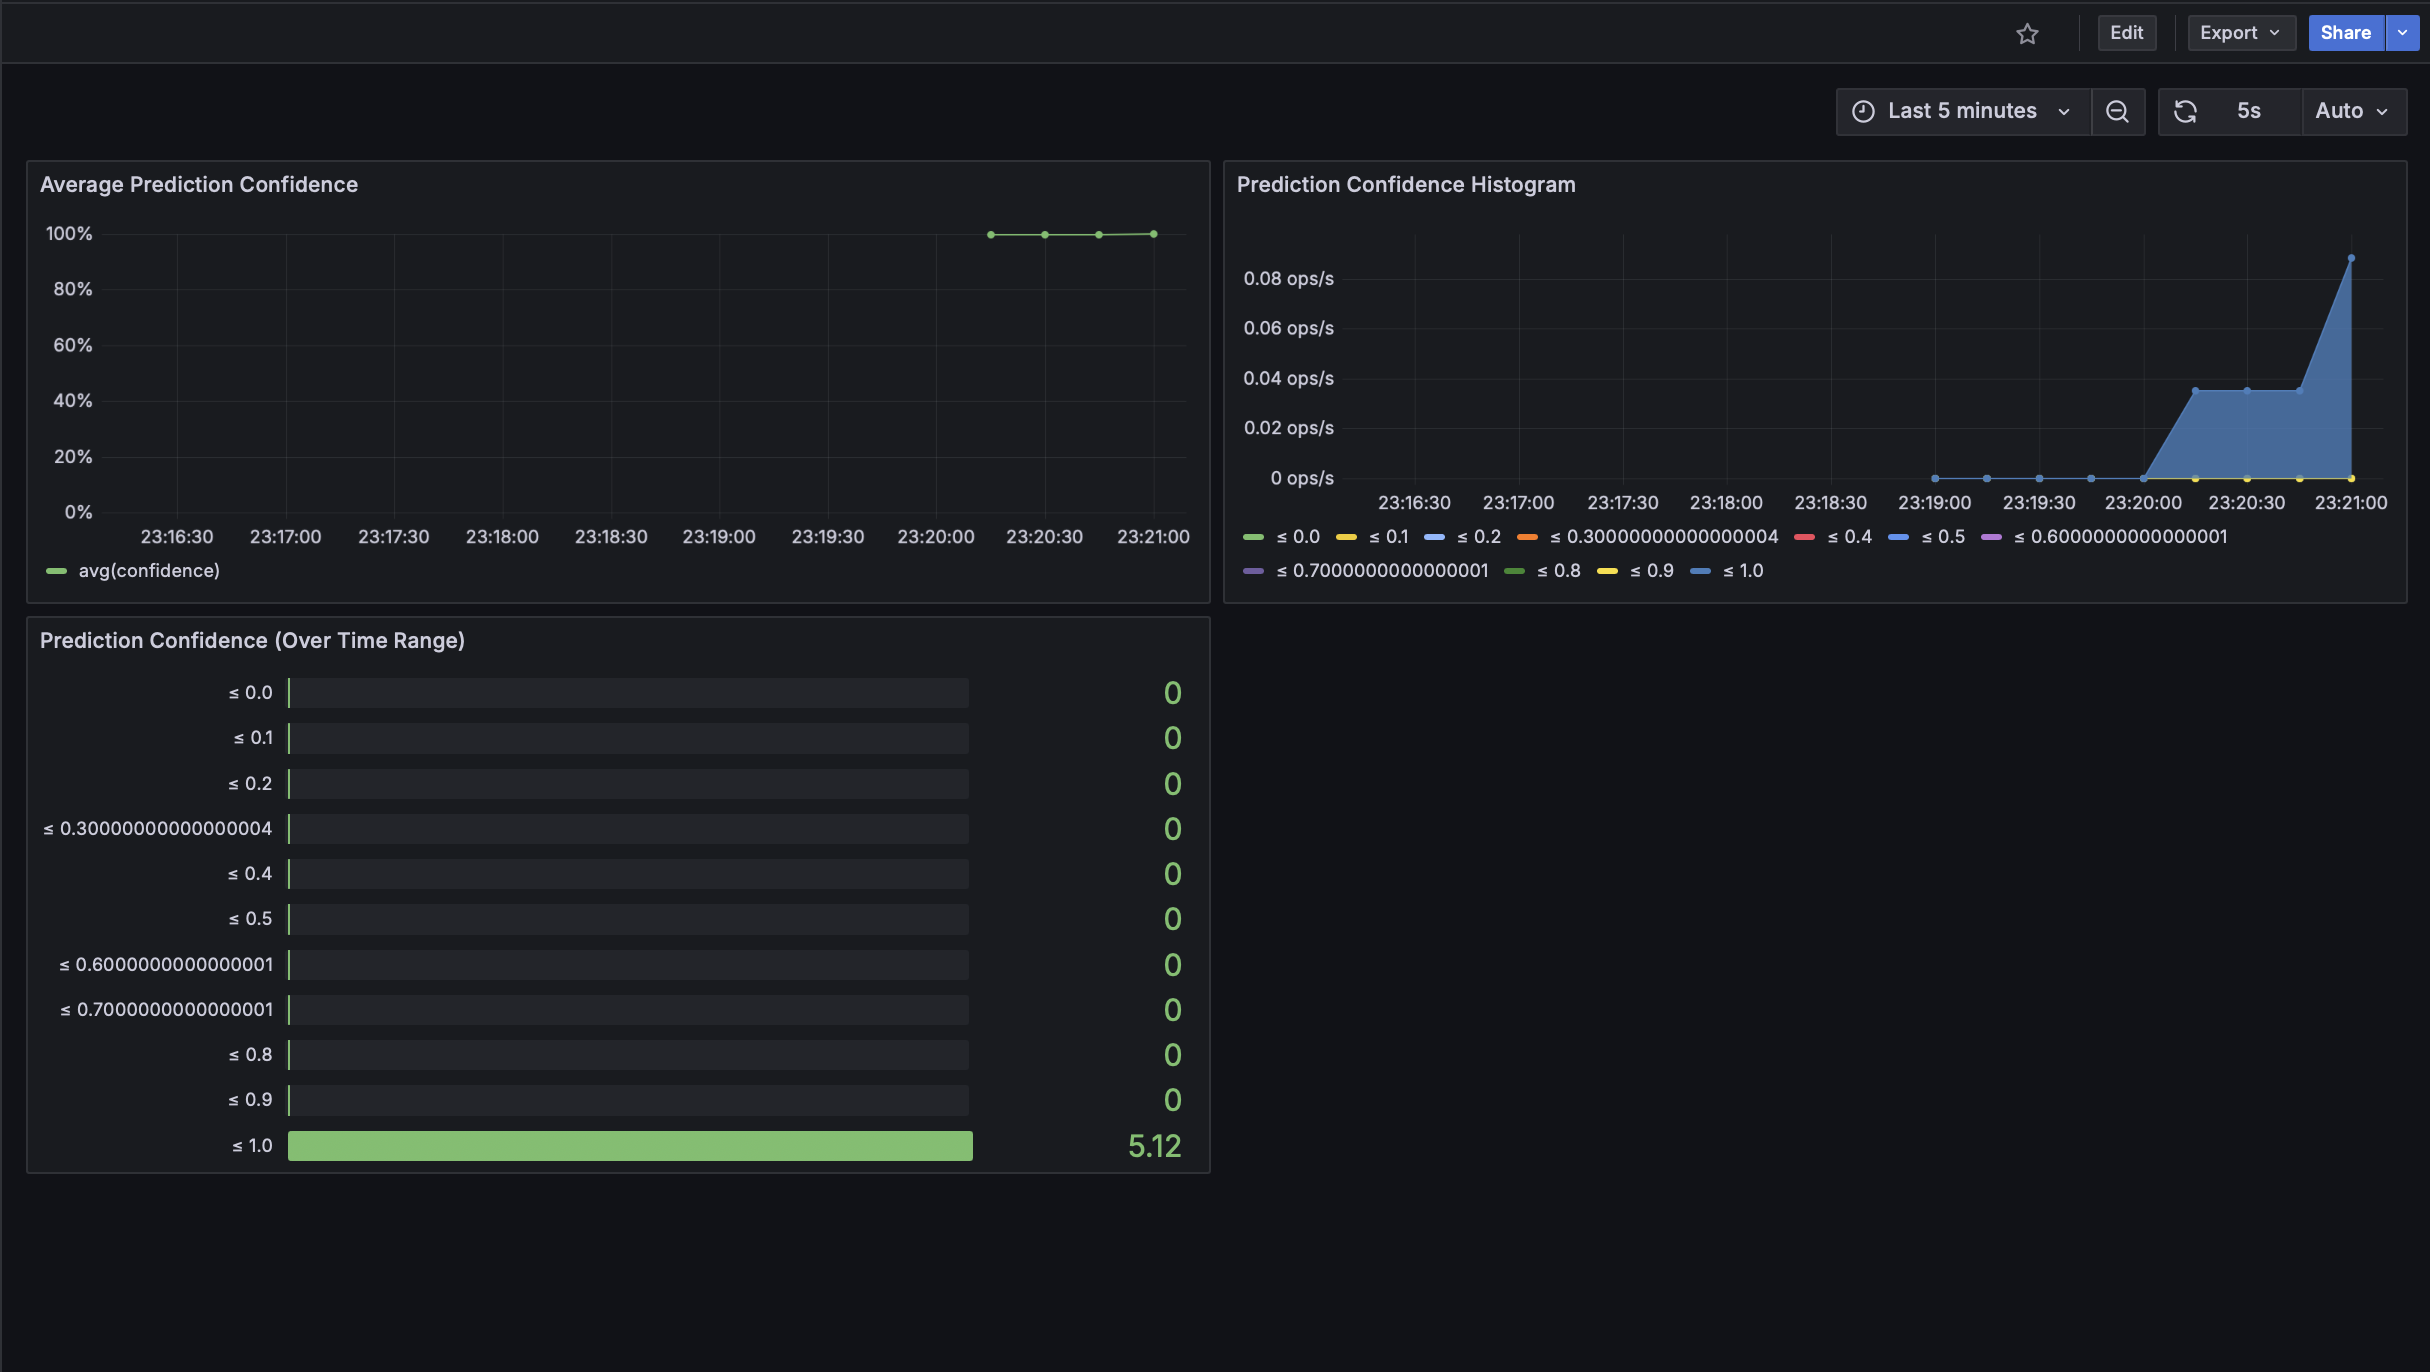 Edit Export Share
Last 5 minutes 5s Auto
Average Prediction Confidence
100%
80%
60%
40%
20%
0%
23:16:30 23:17:00 23:17:30 23:18:00 23:18:30 23:19:00 23:19:30 23:20:00 23:20:30 23:21:00
avg(confidence)
Prediction Confidence Histogram
0.08 ops/s
0.06 ops/s
0.04 ops/s
0.02 ops/s
0 ops/s
23:16:30 23:17:00 23:17:30 23:18:00 23:18:30 23:19:00 23:19:30 23:20:00 23:20:30 23:21:00
≤ 0.0 ≤ 0.1 ≤ 0.2 ≤ 0.30000000000000004 ≤ 0.4 ≤ 0.5 ≤ 0.6000000000000001
≤ 0.7000000000000001 ≤ 0.8 ≤ 0.9 ≤ 1.0
Prediction Confidence (Over Time Range)
≤ 0.0 0
≤ 0.1 0
≤ 0.2 0
≤ 0.30000000000000004 0
≤ 0.4 0
≤ 0.5 0
≤ 0.6000000000000001 0
≤ 0.7000000000000001 0
≤ 0.8 0
≤ 0.9 0
≤ 1.0 5.12